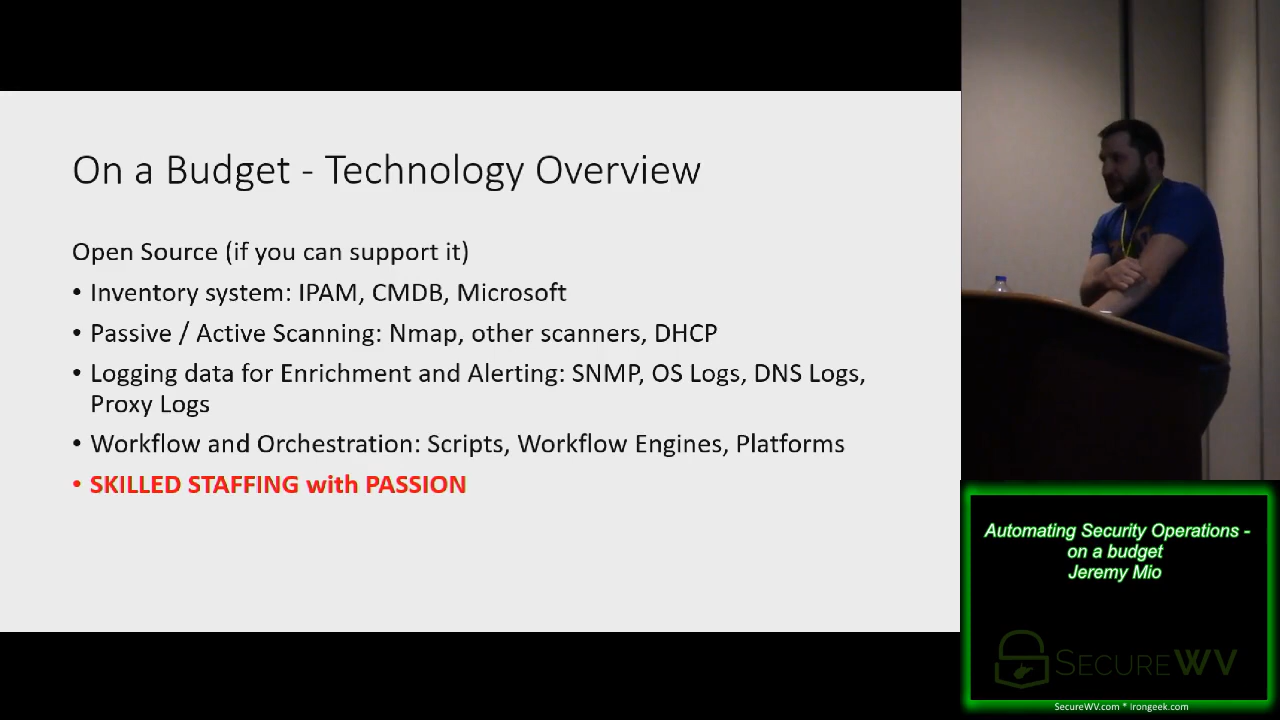 On a Budget - Technology Overview
Open Source (if you can support it)
• Inventory system: IPAM, CMDB, Microsoft
• Passive / Active Scanning: Nmap, other scanners, DHCP
• Logging data for Enrichment and Alerting: SNMP, OS Logs, DNS Logs,
Proxy Logs
• Workflow and Orchestration: Scripts, Workflow Engines, Platforms
• SKILLED STAFFING with PASSION
Automating Security Operations -
on a budget
Jeremy Mio
SECUREWV
SecureWV.com * Irongeek.com